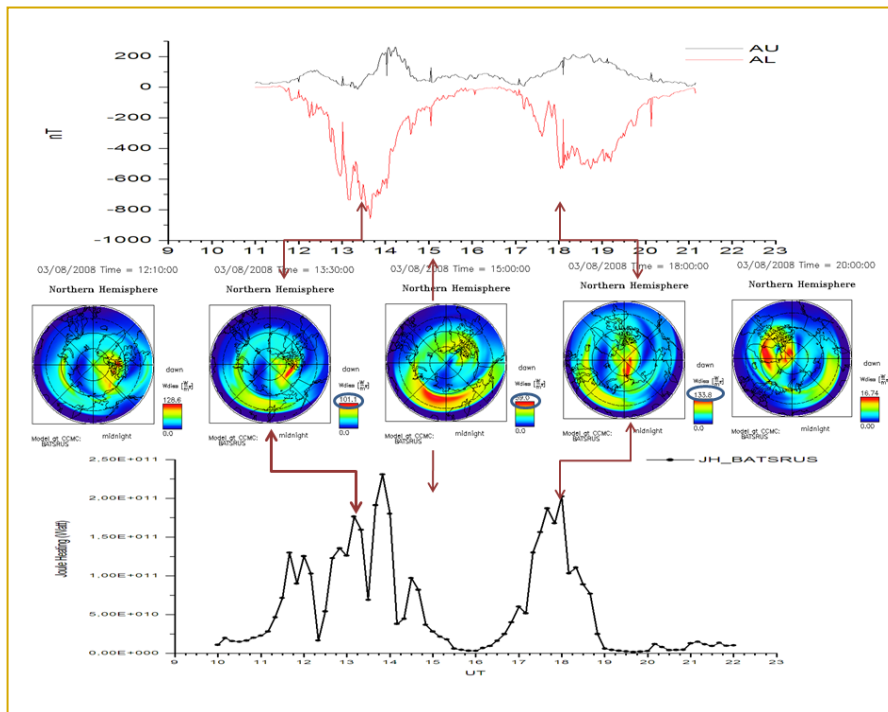 AU
AL
200
0
-200
-400
-600
-800
-1000
nT
9 10 11 12 13 14 15 16 17 18 19 20 21 22 23
03/08/2008 Time = 12:10:00
Northern Hemisphere
dawn
128.6
0.0
midnight
Model at CCMC:
BATSRUS
03/08/2008 Time = 13:30:00
Northern Hemisphere
dawn
Wdiss
101.1
0.0
midnight
Model at CCMC:
BATSRUS
03/08/2008 Time = 15:00:00
Northern Hemisphere
dawn
Wdiss
0.0
midnight
Model at CCMC:
BATSRUS
03/08/2008 Time = 18:00:00
Northern Hemisphere
dawn
Wdiss
133.8
0.0
midnight
Model at CCMC:
BATSRUS
03/08/2008 Time = 20:00:00
Northern Hemisphere
dawn
Wdiss
16.74
0.00
midnight
Model at CCMC:
BATSRUS
JH_BATSRUS
2.50E+011
2.00E+011
1.50E+011
1.00E+011
5.00E+010
0.00E+000
Joule Heating (Watt)
9 10 11 12 13 14 15 16 17 18 19 20 21 22 23
UT